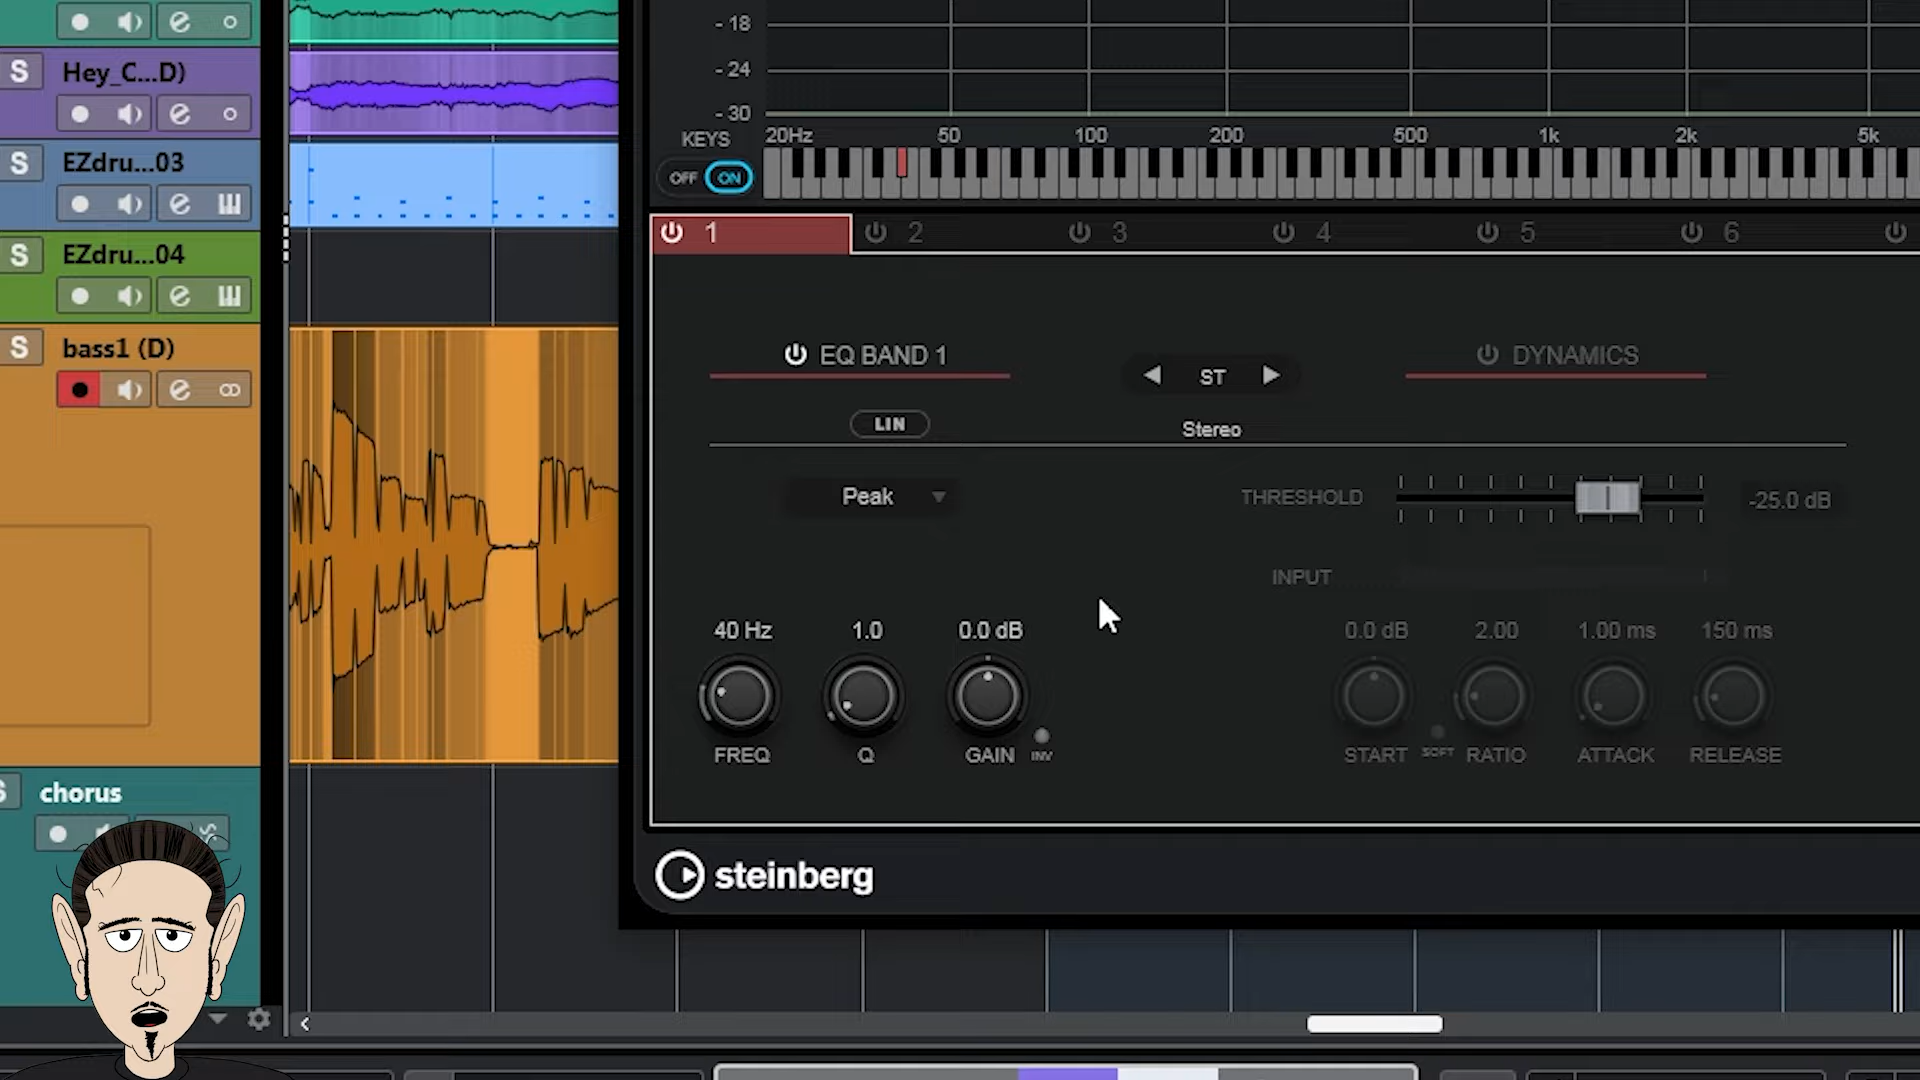 -18
S Hey_C...D) -24
-30
KEYS 20Hz 50 100 200 500 1k 2k 5k
S EZdru...03
OFF ON
1 2 3 4 5 6
S EZdru...04
S bass1 (D)
EQ BAND 1 ST DYNAMICS
LIN Stereo
Peak THRESHOLD -25.0 dB
INPUT
40 Hz 1.0 0.0 dB 0.0 dB 2.00 1.00 ms 150 ms
FREQ Q GAIN INV START SOFT RATIO ATTACK RELEASE
S chorus
steinberg